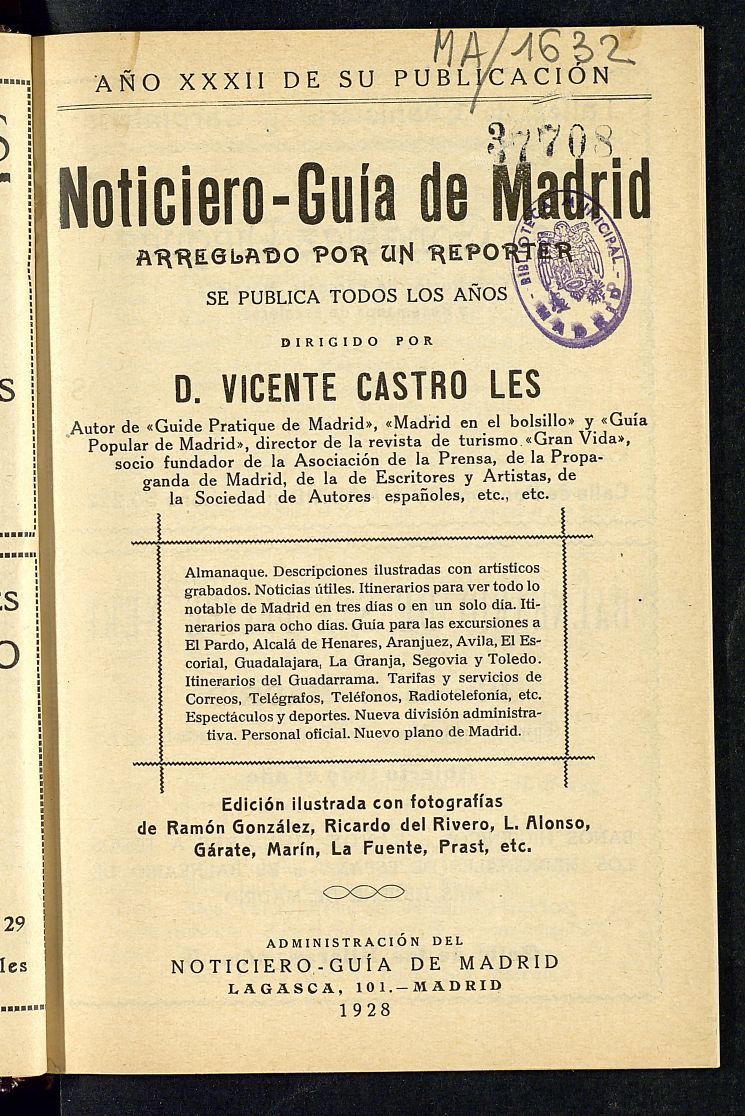 MA/1632
AÑO XXXII DE SU PUBLICACIÓN
37708
Noticiero-Guía de Madrid
ARREGLADO POR UN REPORTER
BIBLIOTECA MUNICIPAL
MADRID
SE PUBLICA TODOS LOS AÑOS
DIRIGIDO POR
D. VICENTE CASTRO LES
Autor de «Guide Pratique de Madrid», «Madrid en el bolsillo» y «Guía
Popular de Madrid», director de la revista de turismo «Gran Vida»,
socio fundador de la Asociación de la Prensa, de la Propa-
ganda de Madrid, de la de Escritores y Artistas, de
la Sociedad de Autores españoles, etc., etc.
Almanaque. Descripciones ilustradas con artísticos
grabados. Noticias útiles. Itinerarios para ver todo lo
notable de Madrid en tres días o en un solo día. Iti-
nerarios para ocho días. Guía para las excursiones a
El Pardo, Alcalá de Henares, Aranjuez, Avila, El Es-
corial, Guadalajara, La Granja, Segovia y Toledo.
Itinerarios del Guadarrama. Tarifas y servicios de
Correos, Telégrafos, Teléfonos, Radiotelefonía, etc.
Espectáculos y deportes. Nueva división administra-
tiva. Personal oficial. Nuevo plano de Madrid.
Edición ilustrada con fotografías
de Ramón González, Ricardo del Rivero, L. Alonso,
Gárate, Marín, La Fuente, Prast, etc.
ADMINISTRACIÓN DEL
NOTICIERO-GUÍA DE MADRID
LAGASCA, 101.—MADRID
1928
S
S
ES
O
29
les